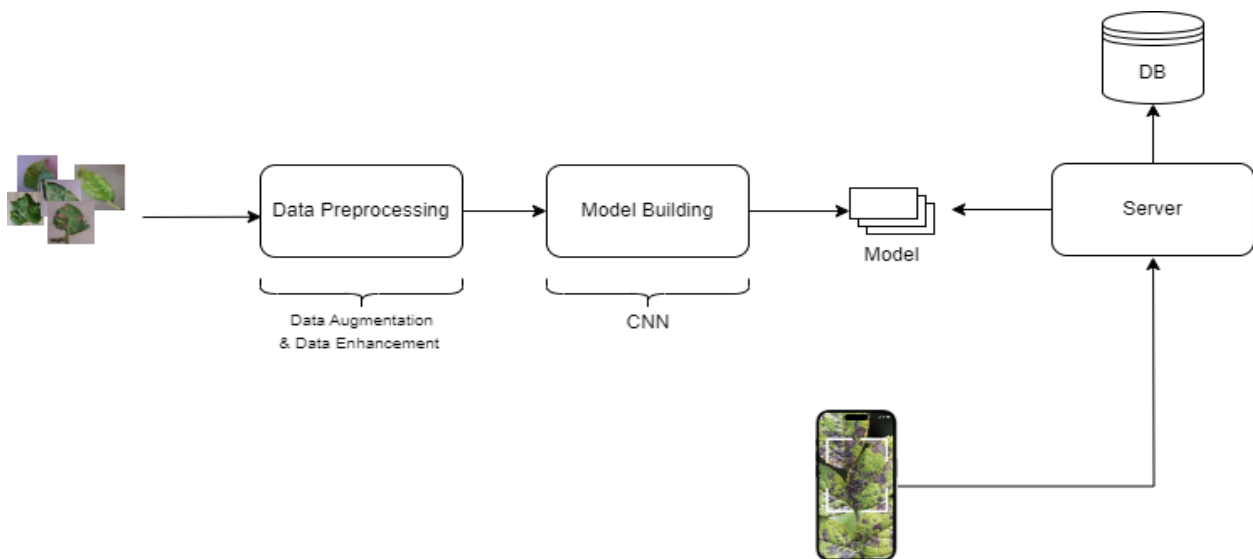 DB
Data Preprocessing
Model Building
Server
Model
Data Augmentation
& Data Enhancement
CNN